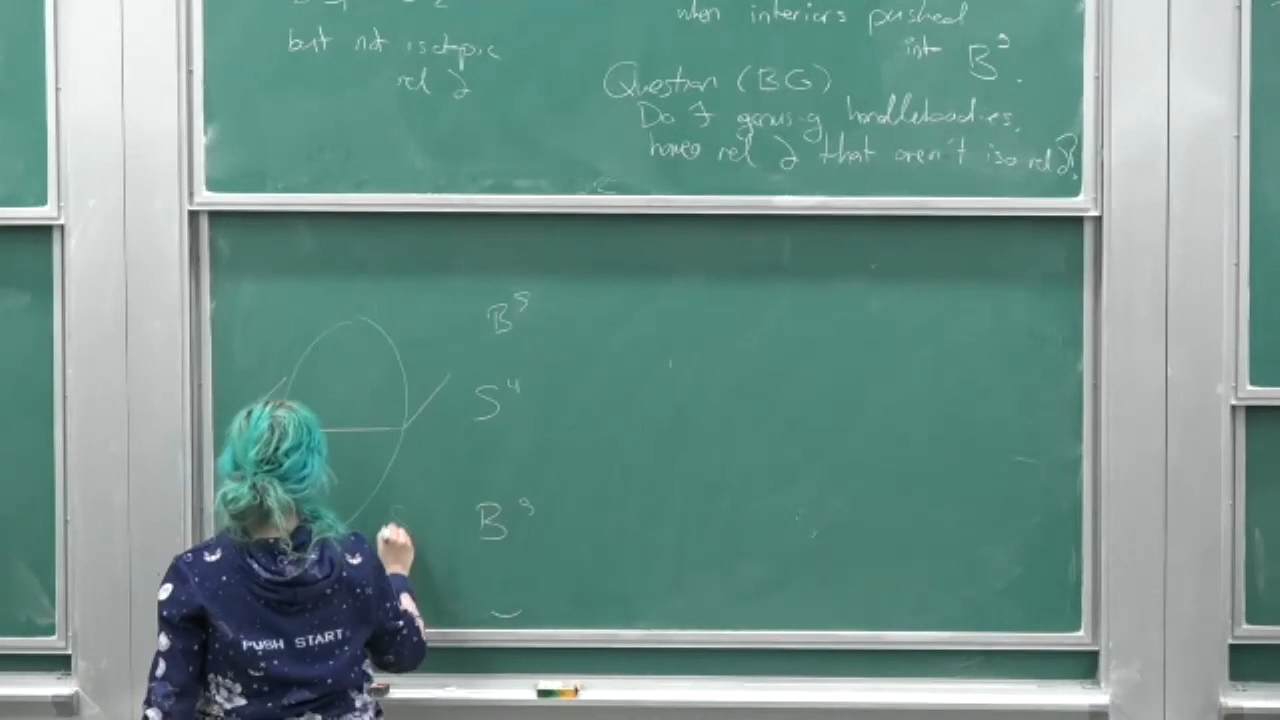 but not isotopic
rel ∂
when interiors pushed
into B⁵.
Question (BG)
Do ∃ genus-g handlebodies,
homeo rel ∂ that aren't iso rel ∂?
B⁵
S⁴
B⁵
PUSH START